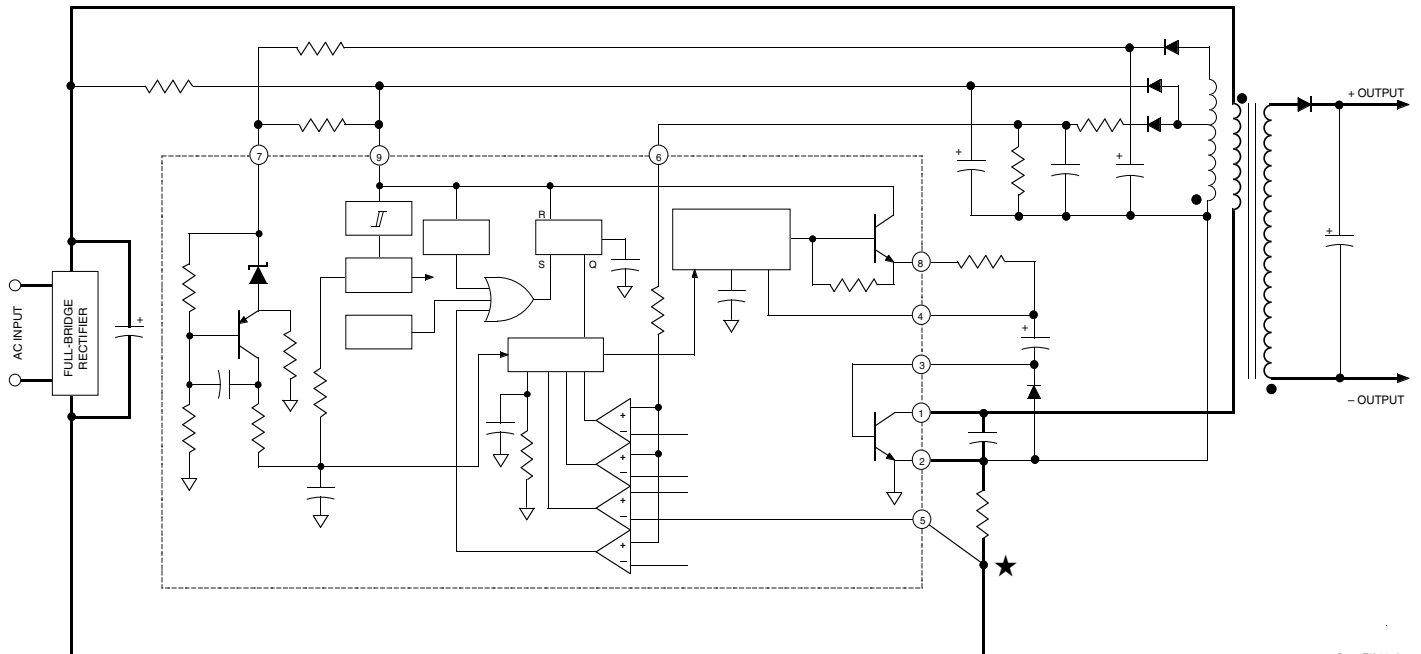 + OUTPUT
7
9
6
+
+
R
S
Q
8
AC INPUT
FULL-BRIDGE
RECTIFIER
+
+
4
+
3
– OUTPUT
1
+
–
+
–
2
+
–
5
+
–